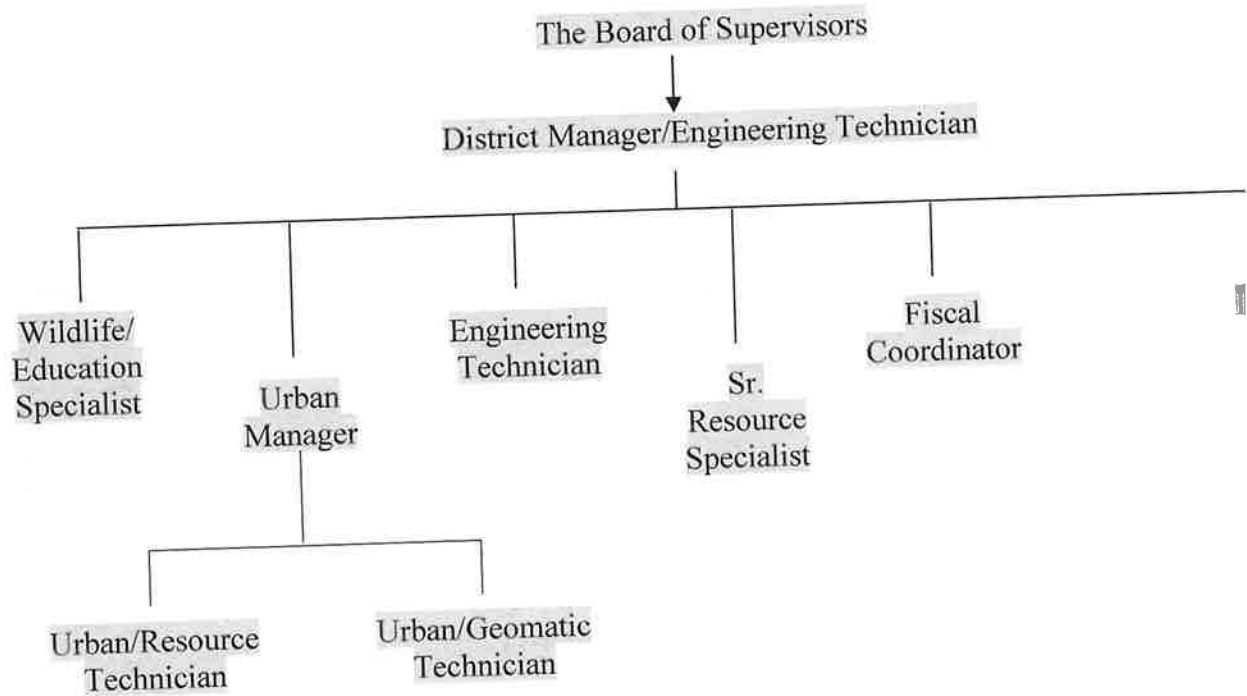 The Board of Supervisors
District Manager/Engineering Technician
Wildlife/
Education
Specialist
Urban
Manager
Engineering
Technician
Sr.
Resource
Specialist
Fiscal
Coordinator
Urban/Resource
Technician
Urban/Geomatic
Technician